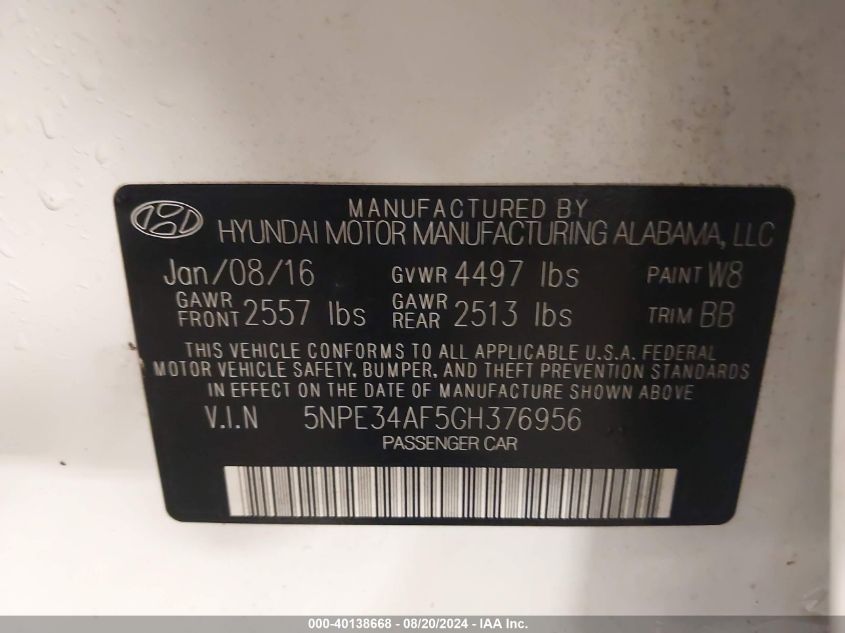 MANUFACTURED BY
HYUNDAI MOTOR MANUFACTURING ALABAMA, LLC
Jan/08/16 GVWR 4497 lbs PAINT W8
GAWR FRONT 2557 lbs GAWR REAR 2513 lbs TRIM BB
THIS VEHICLE CONFORMS TO ALL APPLICABLE U.S.A. FEDERAL
MOTOR VEHICLE SAFETY, BUMPER, AND THEFT PREVENTION STANDARDS
IN EFFECT ON THE DATE OF MANUFACTURE SHOWN ABOVE
V.I.N 5NPE34AF5GH376956
PASSENGER CAR
000-40138668 - 08/20/2024 - IAA Inc.